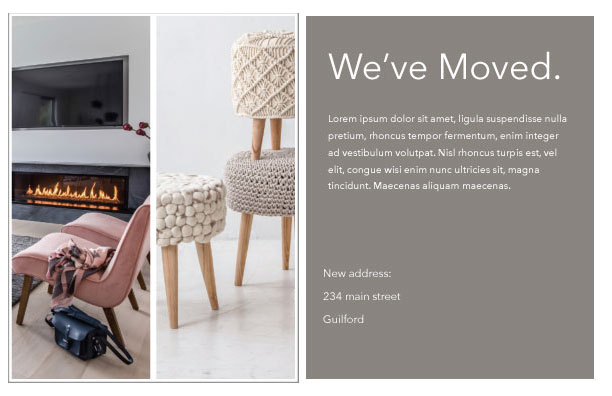 We’ve Moved.
Lorem ipsum dolor sit amet, ligula suspendisse nulla
pretium, rhoncus tempor fermentum, enim integer
ad vestibulum volutpat. Nisl rhoncus turpis est, vel
elit, congue wisi enim nunc ultricies sit, magna
tincidunt. Maecenas aliquam maecenas.
New address:
234 main street
Guilford